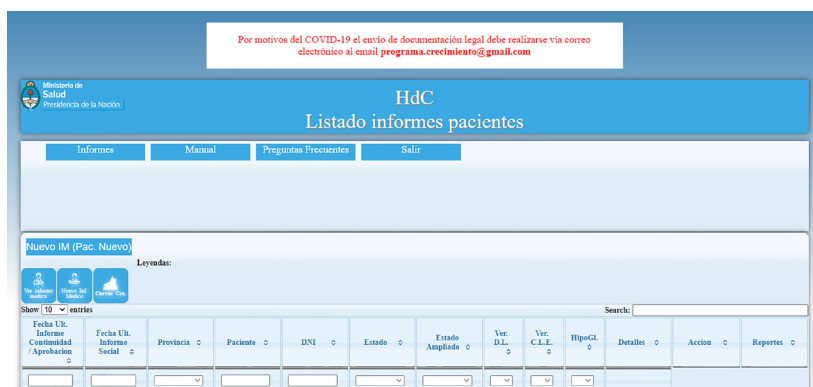 Por motivos del COVID-19 el envío de documentación legal debe realizarse vía correo
electrónico al email programa.crecimiento@gmail.com
Ministerio de
Salud
Presidencia de la Nación
HdC
Listado informes pacientes
Informes Manual Preguntas Frecuentes Salir
Nuevo IM (Pac. Nuevo)
Leyendas:
Ver informe
medico
Nuevo Inf.
Medico
Curvas Cre.
Show 10 entries
Search:
Fecha Ult.
Informe
Continuidad
/ Aprobacion
Fecha Ult.
Informe
Social
Provincia
Paciente
DNI
Estado
Estado
Ampliado
Ver.
D.L.
Ver.
C.L.E.
HipoGl.
Detalles
Accion
Reportes